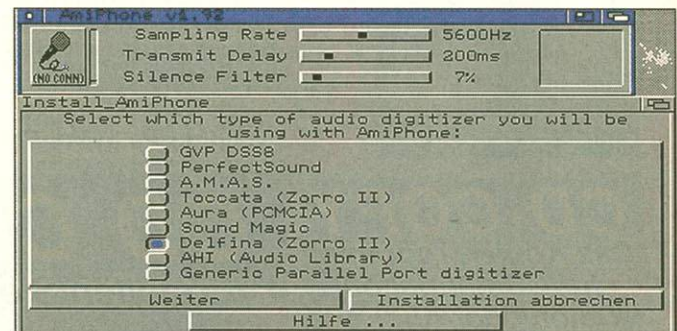 AmiPhone v1.92
Sampling Rate 5600Hz
Transmit Delay 200ms
Silence Filter 7%
(NO CONN)
Install_AmiPhone
Select which type of audio digitizer you will be
using with AmiPhone:
GVP DSS8
PerfectSound
A.M.A.S.
Toccata (Zorro II)
Aura (PCMCIA)
Sound Magic
Delfina (Zorro II)
AHI (Audio Library)
Generic Parallel Port digitizer
Weiter Installation abbrechen
Hilfe ...